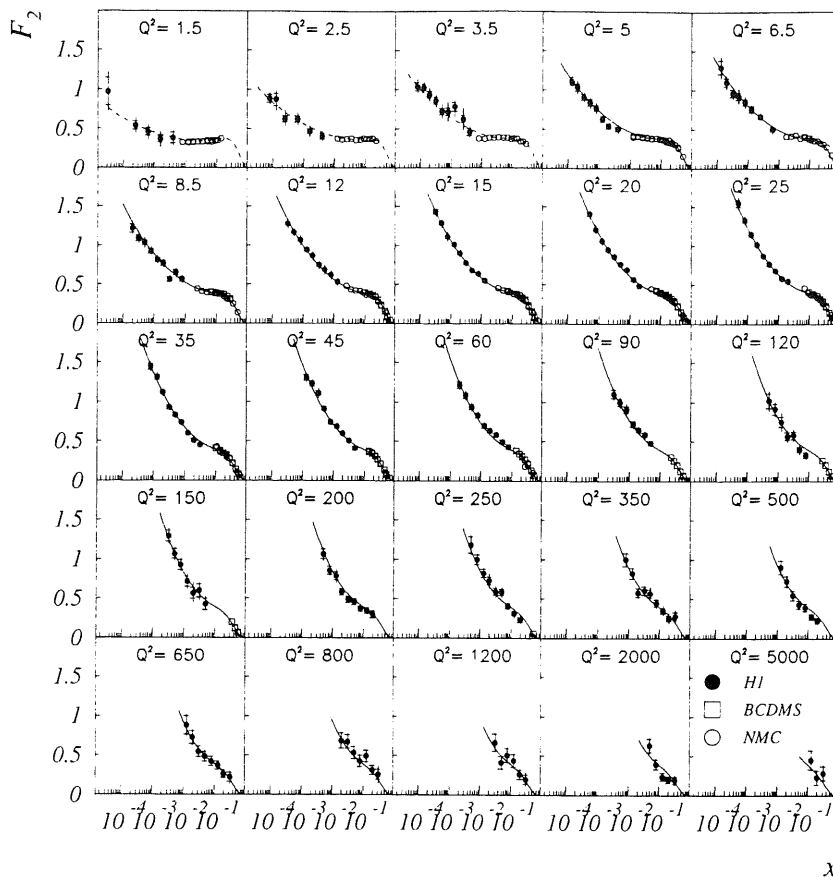 F₂
Q²= 1.5 Q²= 2.5 Q²= 3.5 Q²= 5 Q²= 6.5
1.5
1
0.5
0
Q²= 8.5 Q²= 12 Q²= 15 Q²= 20 Q²= 25
1.5
1
0.5
0
Q²= 35 Q²= 45 Q²= 60 Q²= 90 Q²= 120
1.5
1
0.5
0
Q²= 150 Q²= 200 Q²= 250 Q²= 350 Q²= 500
1.5
1
0.5
0
Q²= 650 Q²= 800 Q²= 1200 Q²= 2000 Q²= 5000
1.5
1
0.5
0
H1
BCDMS
NMC
10⁻⁴ 10⁻³ 10⁻² 10⁻¹ 10⁻⁴ 10⁻³ 10⁻² 10⁻¹ 10⁻⁴ 10⁻³ 10⁻² 10⁻¹ 10⁻⁴ 10⁻³ 10⁻² 10⁻¹ 10⁻⁴ 10⁻³ 10⁻² 10⁻¹
x